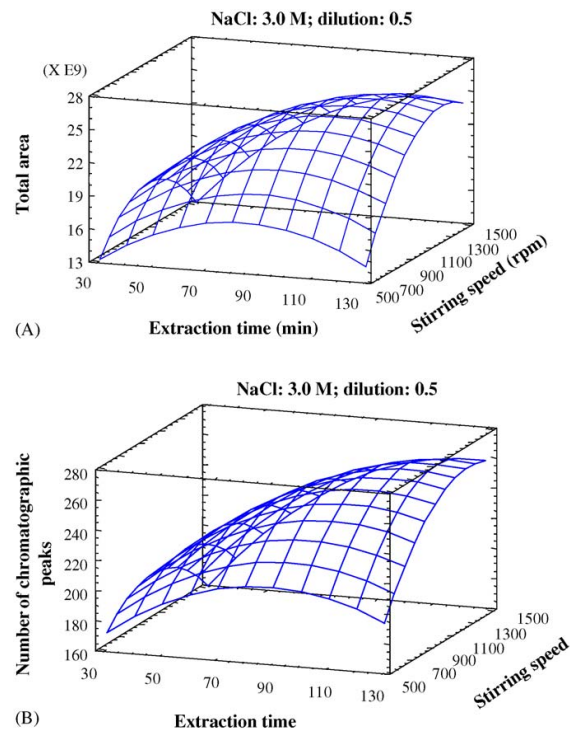 NaCl: 3.0 M; dilution: 0.5
(X E9)
28
25
22
19
16
13
Total area
30 50 70 90 110 130
Extraction time (min)
500 700 900 1100 1300 1500
Stirring speed (rpm)
(A)
NaCl: 3.0 M; dilution: 0.5
280
260
240
220
200
180
160
Number of chromatographic
peaks
30 50 70 90 110 130
Extraction time
500 700 900 1100 1300 1500
Stirring speed
(B)